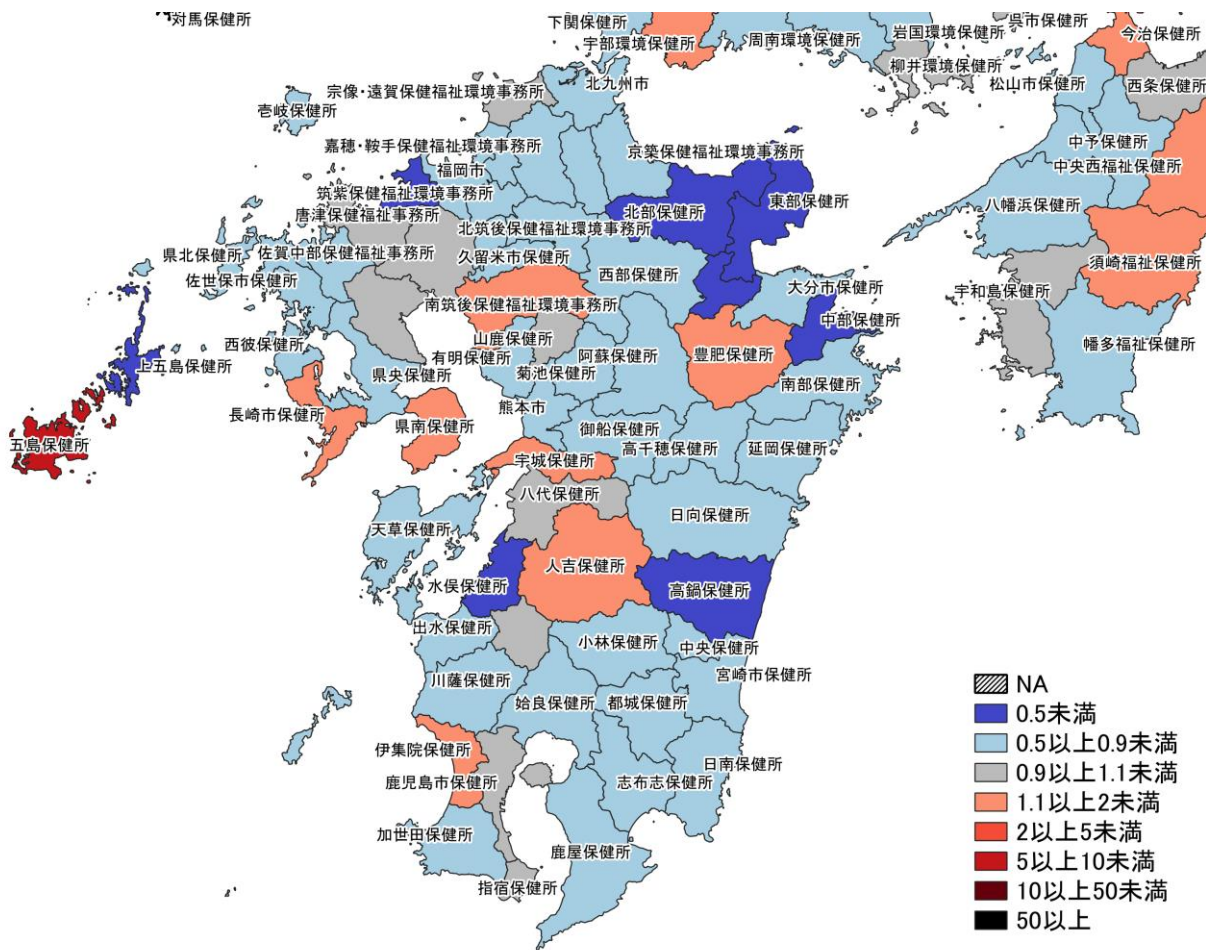 対馬保健所
下関保健所
宇部環境保健所
周南環境保健所
岩国環境保健所
呉市保健所
柳井環境保健所
今治保健所
松山市保健所
西条保健所
宗像・遠賀保健福祉環境事務所
北九州市
壱岐保健所
中予保健所
嘉穂・鞍手保健福祉環境事務所
京築保健福祉環境事務所
福岡市
中央西福祉保健所
筑紫保健福祉環境事務所
唐津保健福祉事務所
北部保健所
東部保健所
八幡浜保健所
北筑後保健福祉環境事務所
県北保健所
佐賀中部保健福祉事務所
久留米市保健所
西部保健所
須崎福祉保健所
佐世保市保健所
大分市保健所
宇和島保健所
南筑後保健福祉環境事務所
中部保健所
西彼保健所
山鹿保健所
幡多福祉保健所
上五島保健所
有明保健所
阿蘇保健所
豊肥保健所
県央保健所
菊池保健所
南部保健所
長崎市保健所
熊本市
県南保健所
御船保健所
五島保健所
高千穂保健所
延岡保健所
宇城保健所
八代保健所
天草保健所
日向保健所
人吉保健所
水俣保健所
高鍋保健所
出水保健所
小林保健所
中央保健所
宮崎市保健所
川薩保健所
姶良保健所
都城保健所
伊集院保健所
日南保健所
鹿児島市保健所
志布志保健所
加世田保健所
鹿屋保健所
指宿保健所
NA
0.5未満
0.5以上0.9未満
0.9以上1.1未満
1.1以上2未満
2以上5未満
5以上10未満
10以上50未満
50以上